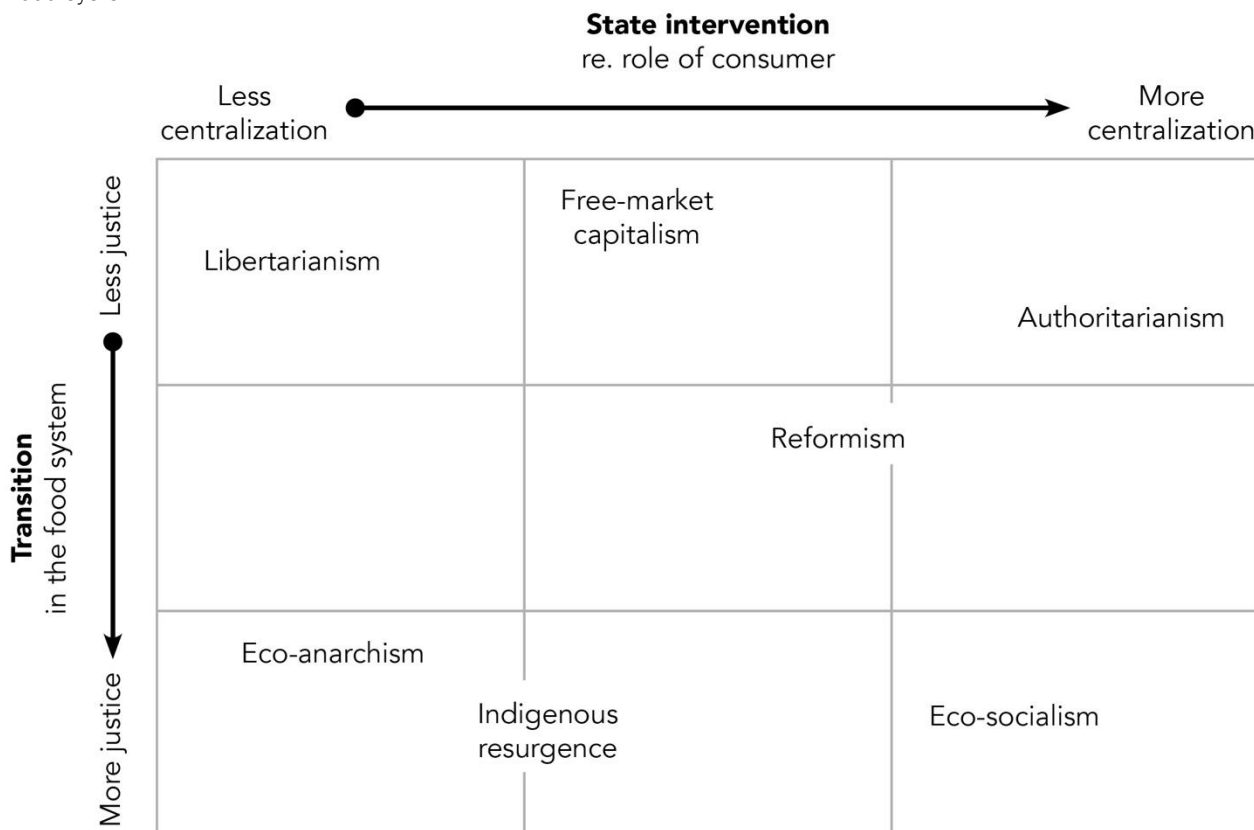 State intervention
re. role of consumer
Less
centralization
More
centralization
Less justice
Free-market
capitalism
Libertarianism
Authoritarianism
Transition
in the food system
Reformism
More justice
Eco-anarchism
Indigenous
resurgence
Eco-socialism